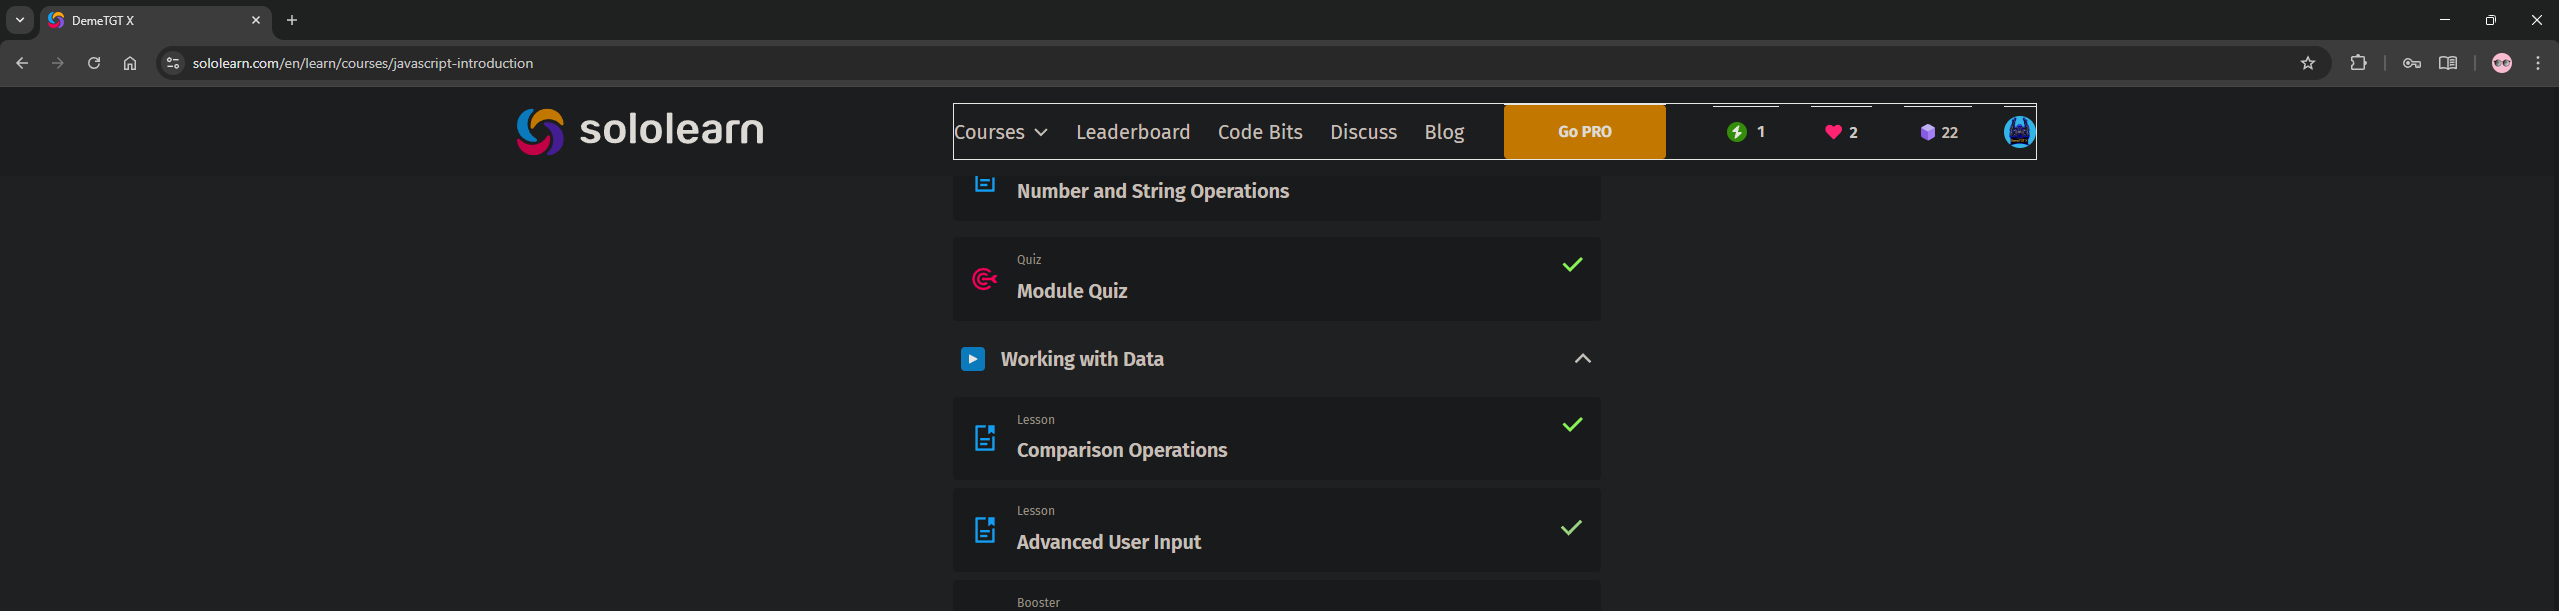 DemeTGT X
sololearn.com/en/learn/courses/javascript-introduction
sololearn
Courses Leaderboard Code Bits Discuss Blog Go PRO 1 2 22
Number and String Operations
Quiz
Module Quiz
Working with Data
Lesson
Comparison Operations
Lesson
Advanced User Input
Booster